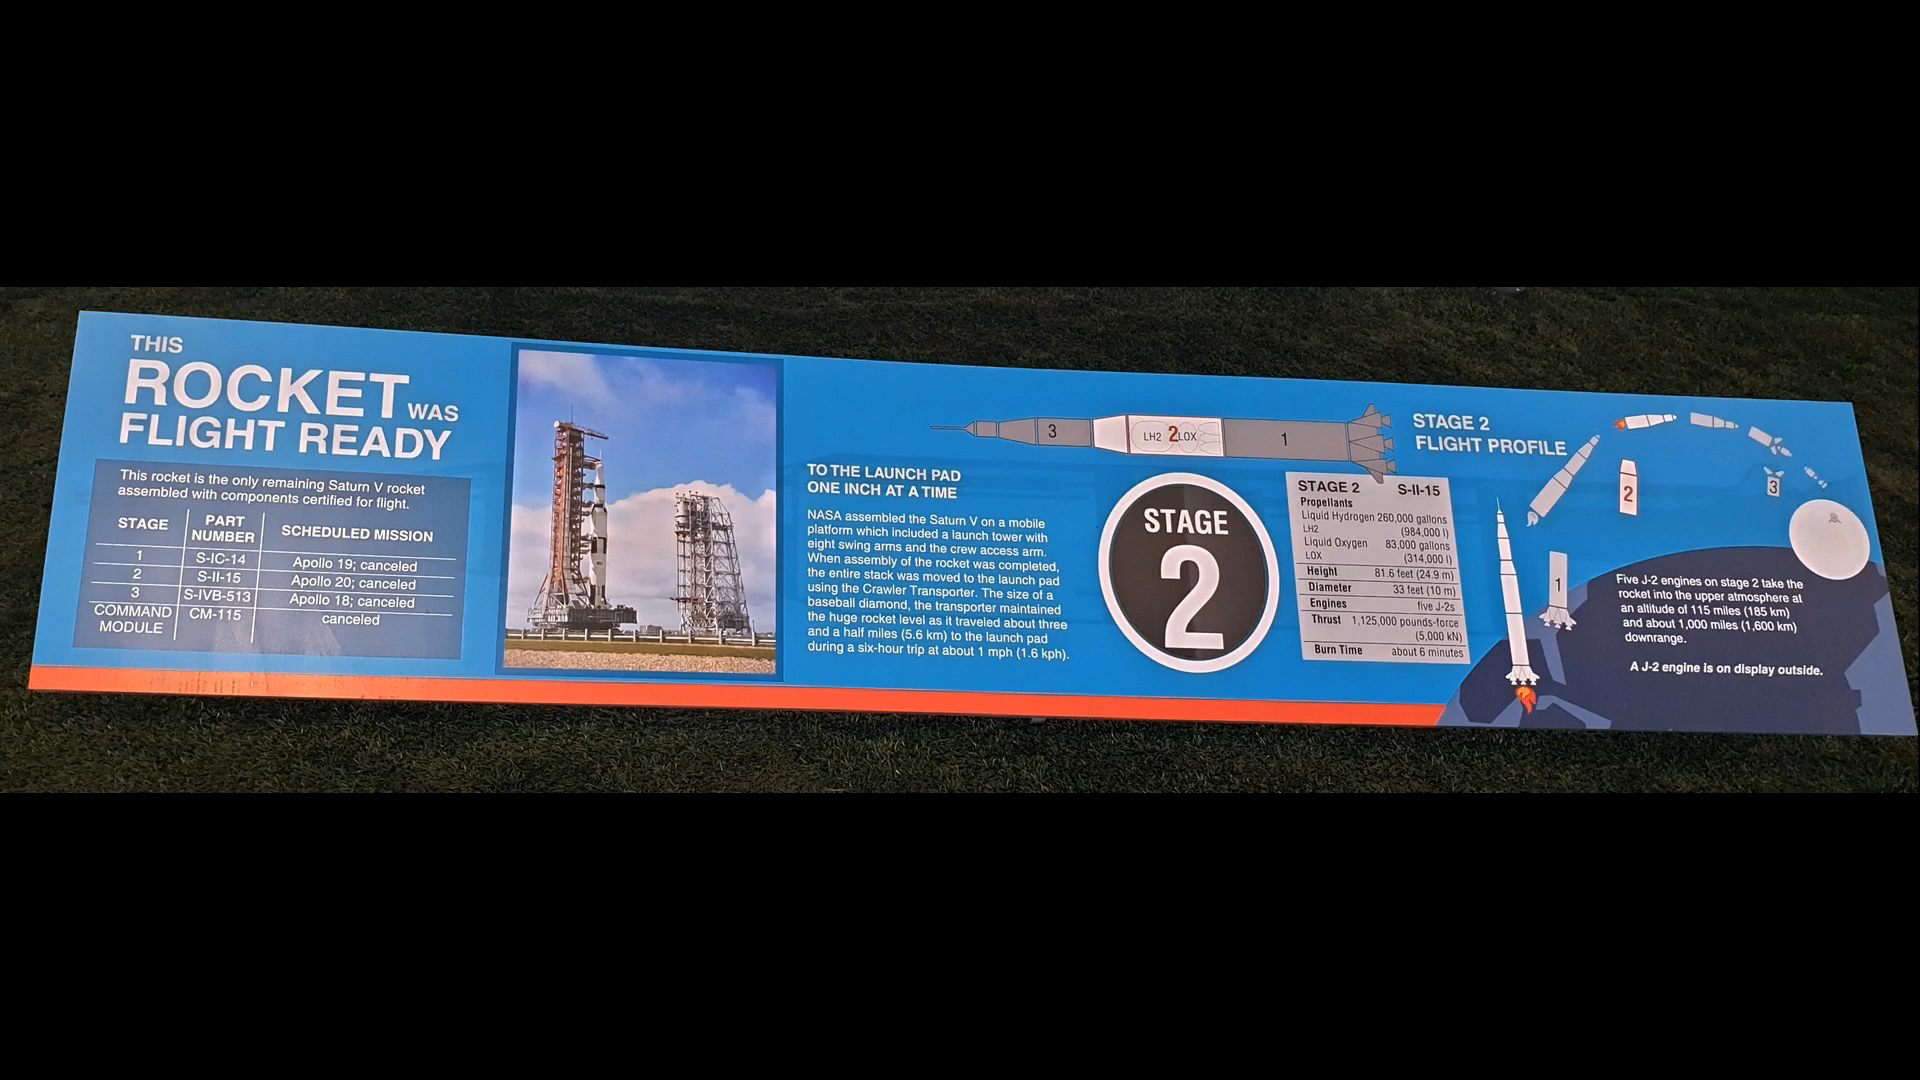 THIS
ROCKET WAS
FLIGHT READY
This rocket is the only remaining Saturn V rocket
assembled with components certified for flight.
STAGE PART NUMBER SCHEDULED MISSION
1 S-IC-14 Apollo 19; canceled
2 S-II-15 Apollo 20; canceled
3 S-IVB-513 Apollo 18; canceled
COMMAND MODULE CM-115 canceled
TO THE LAUNCH PAD
ONE INCH AT A TIME
NASA assembled the Saturn V on a mobile
platform which included a launch tower with
eight swing arms and the crew access arm.
When assembly of the rocket was completed,
the entire stack was moved to the launch pad
using the Crawler Transporter. The size of a
baseball diamond, the transporter maintained
the huge rocket level as it traveled about three
and a half miles (5.6 km) to the launch pad
during a six-hour trip at about 1 mph (1.6 kph).
3 LH2 2 LOX 1
STAGE
2
STAGE 2 S-II-15
Propellants
Liquid Hydrogen 260,000 gallons
LH2 (984,000 l)
Liquid Oxygen 83,000 gallons
LOX (314,000 l)
Height 81.6 feet (24.9 m)
Diameter 33 feet (10 m)
Engines five J-2s
Thrust 1,125,000 pounds-force
(5,000 kN)
Burn Time about 6 minutes
STAGE 2
FLIGHT PROFILE
1
2
3
Five J-2 engines on stage 2 take the
rocket into the upper atmosphere at
an altitude of 115 miles (185 km)
and about 1,000 miles (1,600 km)
downrange.
A J-2 engine is on display outside.